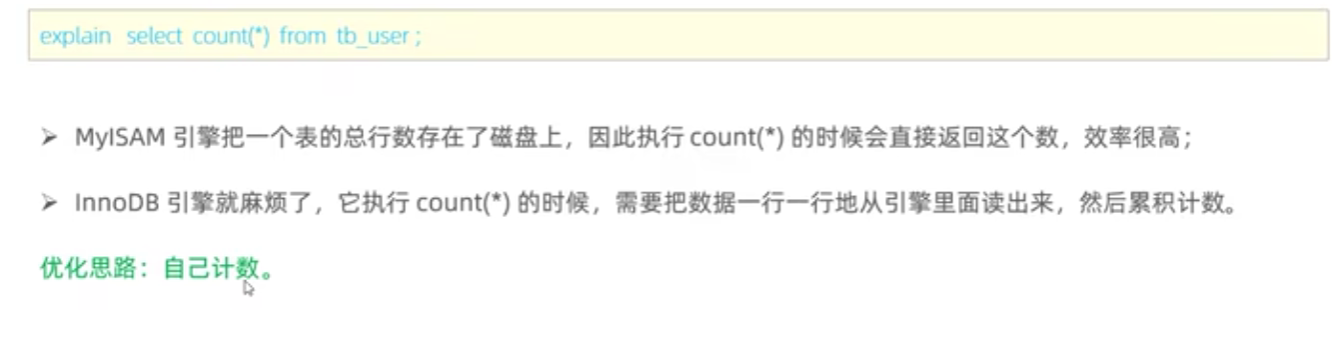 explain select count(*) from tb_user ;
➢ MyISAM 引擎把一个表的总行数存在了磁盘上，因此执行 count(*) 的时候会直接返回这个数，效率很高；
➢ InnoDB 引擎就麻烦了，它执行 count(*) 的时候，需要把数据一行一行地从引擎里面读出来，然后累积计数。
优化思路：自己计数。